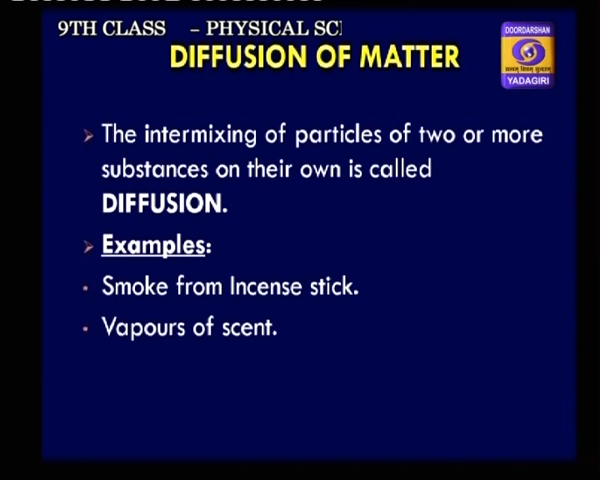 9TH CLASS – PHYSICAL SC
DIFFUSION OF MATTER
DOORDARSHAN
YADAGIRI
➢ The intermixing of particles of two or more
substances on their own is called
DIFFUSION.
➢ Examples:
• Smoke from Incense stick.
• Vapours of scent.